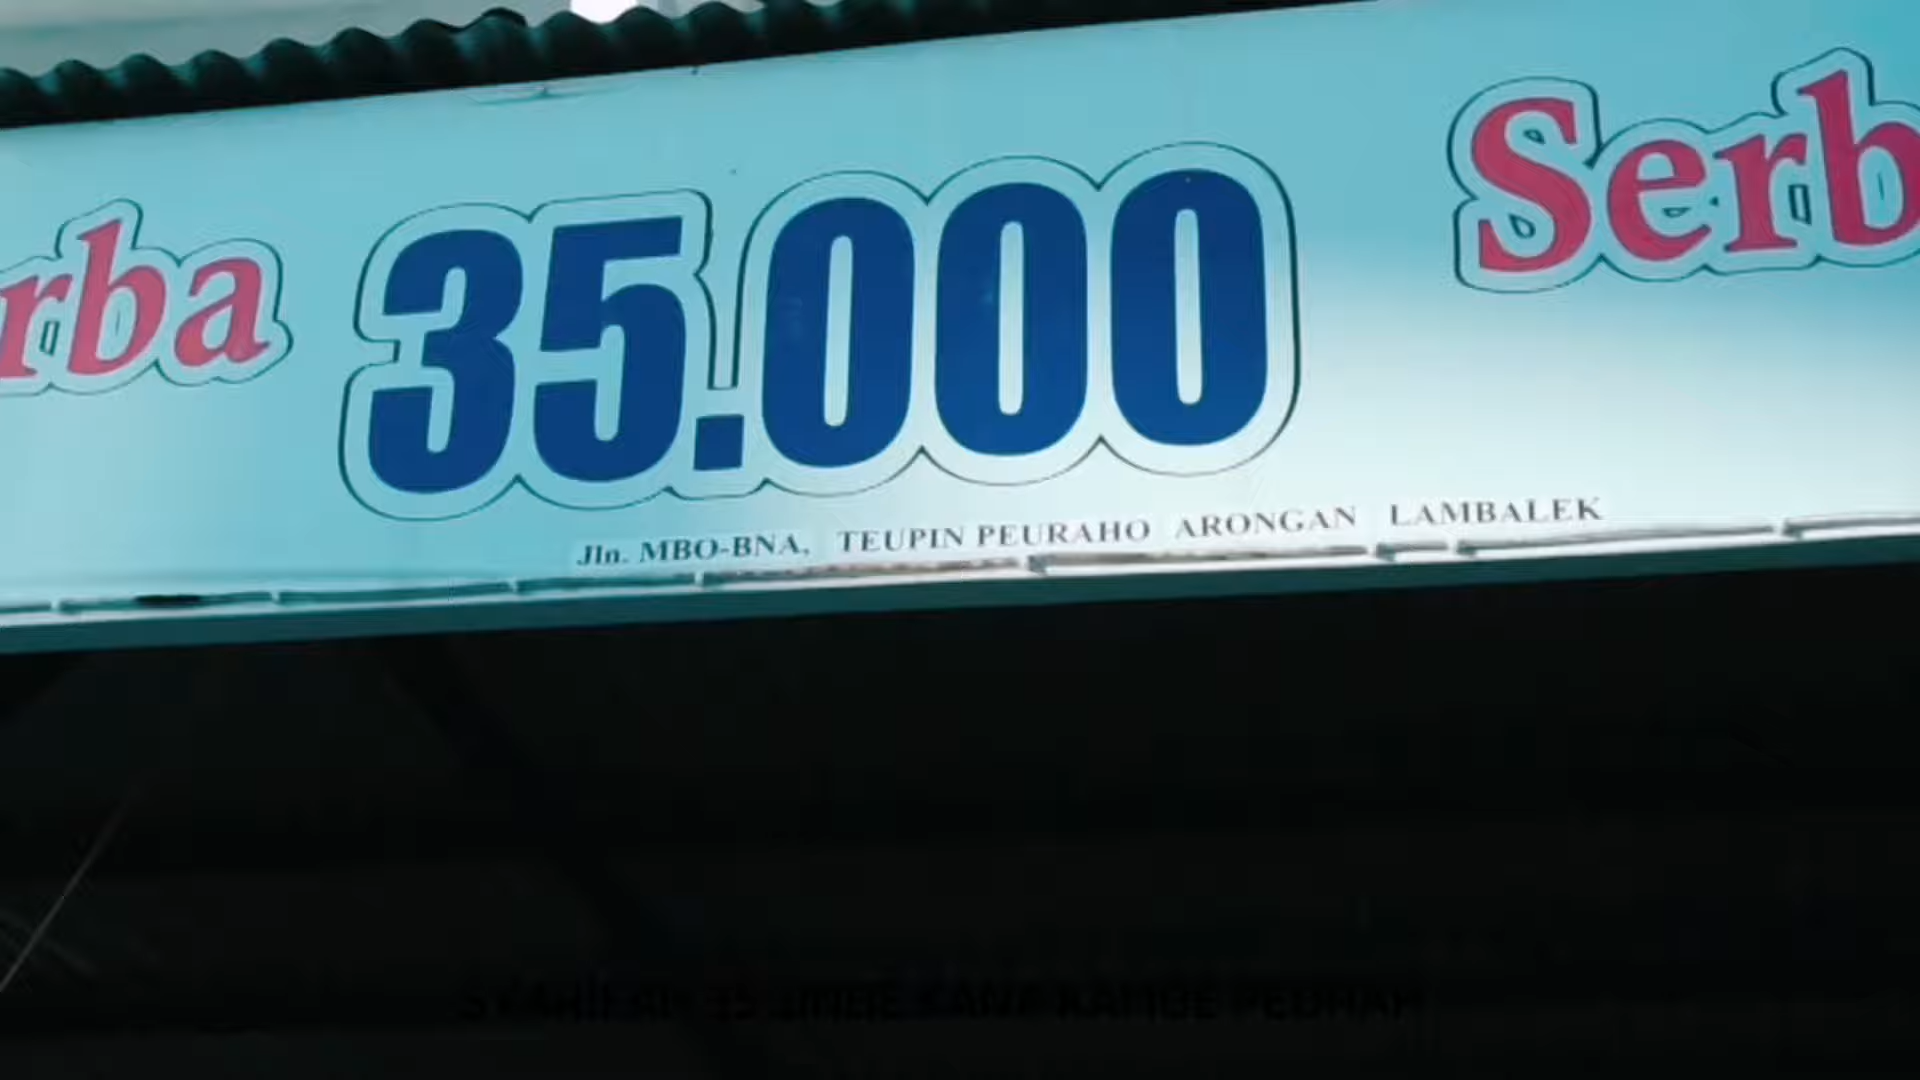 rba 35.000 Serb
Jln. MBO-BNA, TEUPIN PEURAHO ARONGAN LAMBALEK